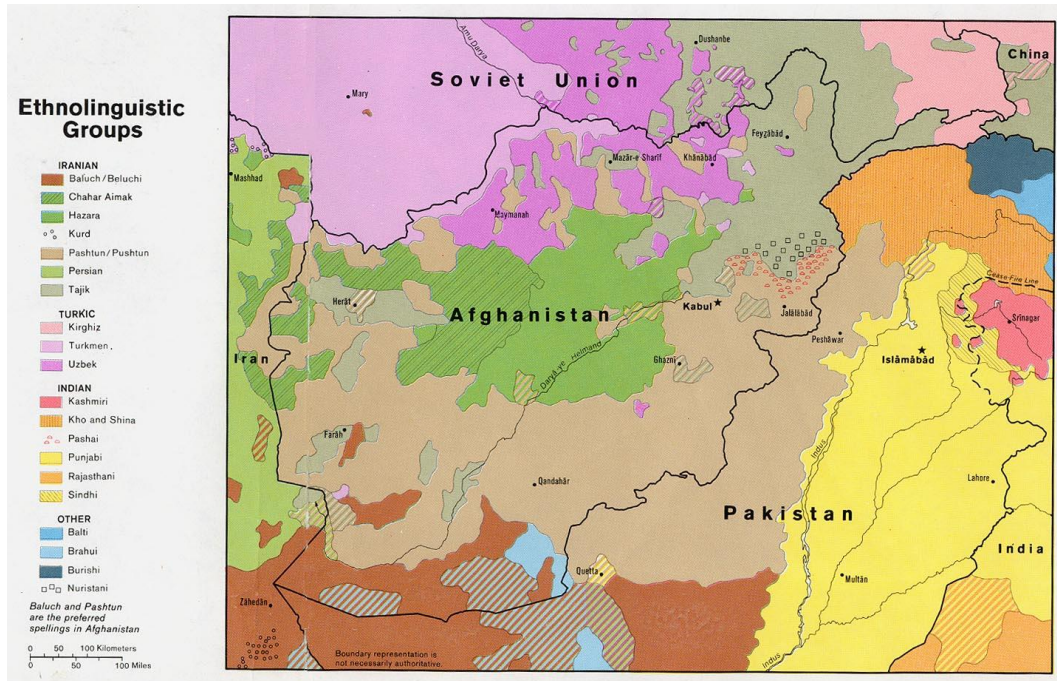 Ethnolinguistic
Groups
IRANIAN
Baluch/Beluchi
Chahar Aimak
Hazara
Kurd
Pashtun/Pushtun
Persian
Tajik
TURKIC
Kirghiz
Turkmen
Uzbek
INDIAN
Kashmiri
Kho and Shina
Pashai
Punjabi
Rajasthani
Sindhi
OTHER
Balti
Brahui
Burishi
Nuristani
Baluch and Pashtun
are the preferred
spellings in Afghanistan
0 50 100 Kilometers
0 50 100 Miles
Amu Darya
Dushanbe
China
Soviet Union
Mary
Feyẕābād
Mazār-e Sharīf
Khānābād
Mashhad
Maymanah
Cease-Fire Line
Herāt
Afghanistan
Kabul
Jalālābād
Srīnagar
Peshāwar
Iran
Daryā-ye Helmand
Ghaznī
Islāmābād
Farāh
Indus
Qandahār
Lahore
Pakistan
India
Quetta
Multān
Zāhedān
Boundary representation is
not necessarily authoritative.
Indus